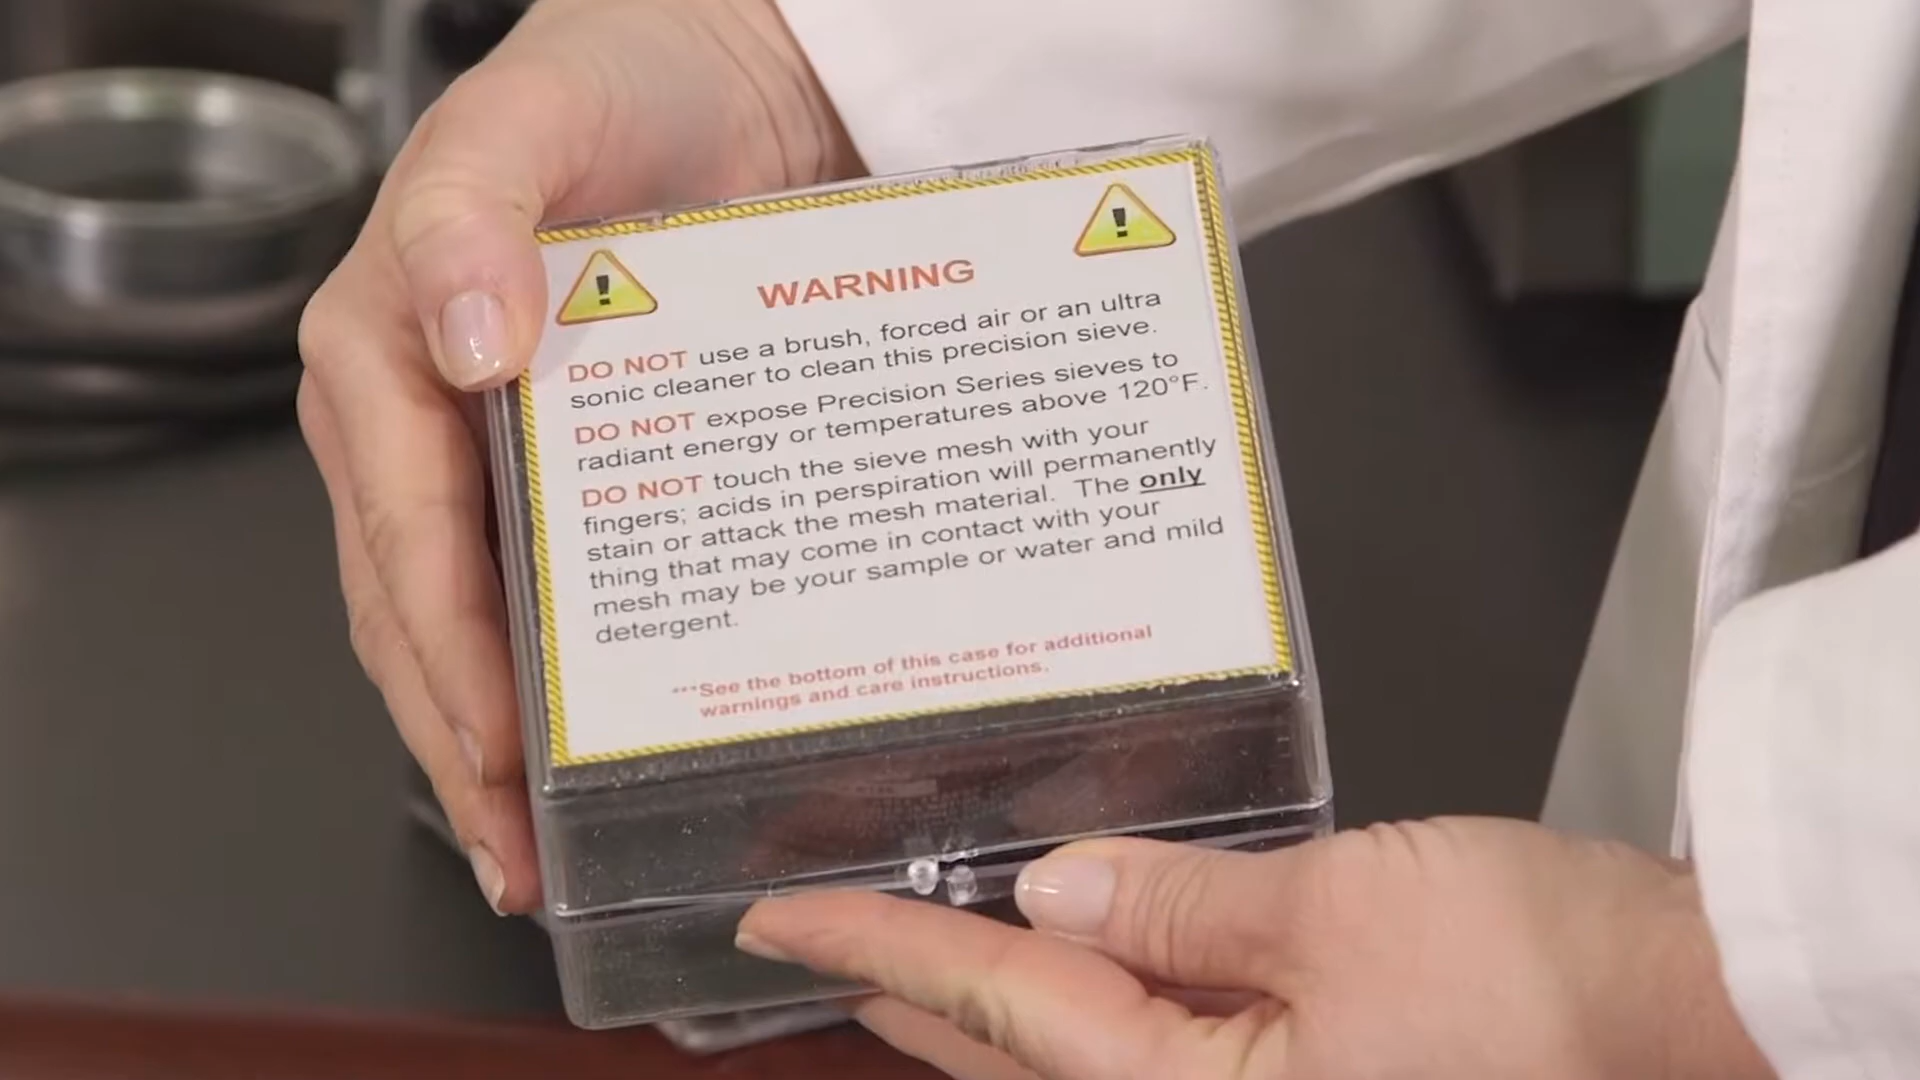 WARNING
DO NOT use a brush, forced air or an ultra
sonic cleaner to clean this precision sieve.
DO NOT expose Precision Series sieves to
radiant energy or temperatures above 120°F.
DO NOT touch the sieve mesh with your
fingers; acids in perspiration will permanently
stain or attack the mesh material. The only
thing that may come in contact with your
mesh may be your sample or water and mild
detergent.
***See the bottom of this case for additional
warnings and care instructions.